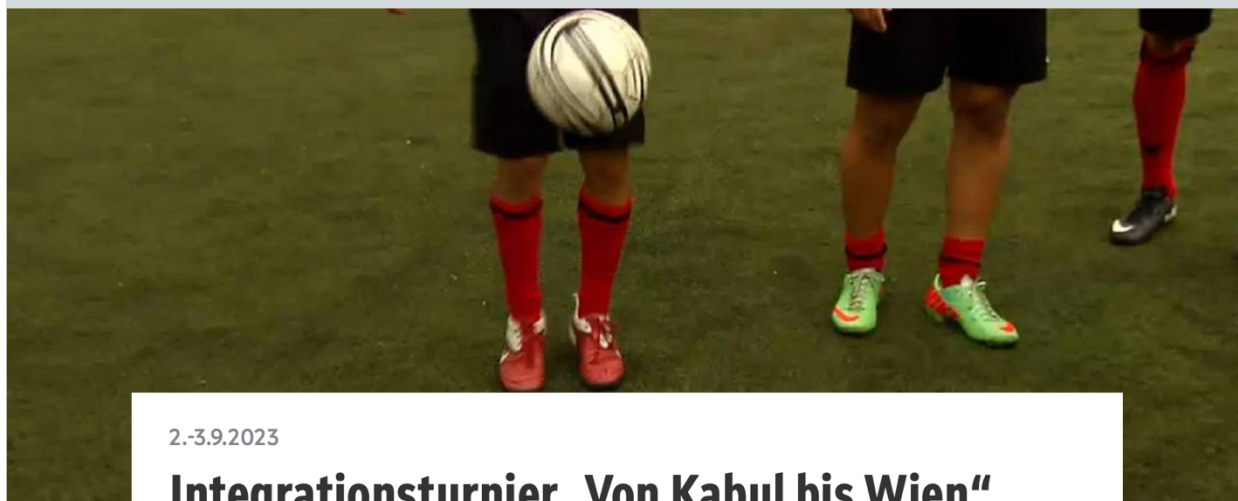 2.-3.9.2023
Integrationsturnier „Von Kabul bis Wien“